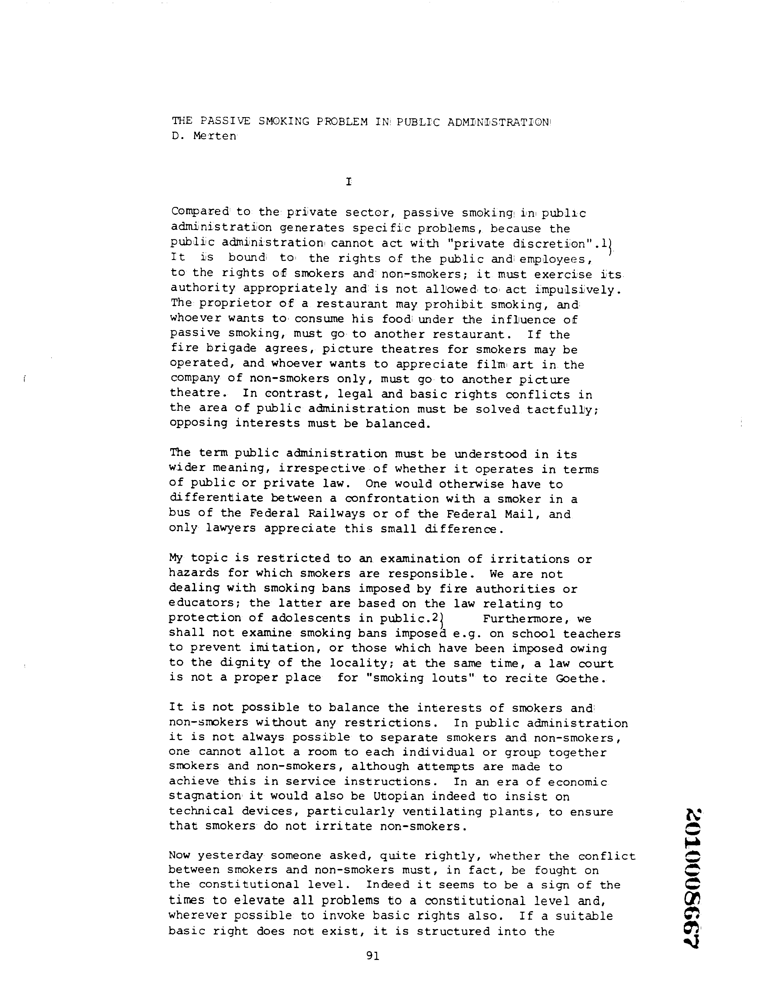 THE PASSIVE SMOKING PROBLEM IN PUBLIC ADMINISTRATION
D. Merten
I
Compared to the private sector, passive smoking in public
administration generates specific problems, because the
public administration cannot act with "private discretion".1)
It is bound to the rights of the public and employees,
to the rights of smokers and non-smokers; it must exercise its
authority appropriately and is not allowed to act impulsively.
The proprietor of a restaurant may prohibit smoking, and
whoever wants to consume his food under the influence of
passive smoking, must go to another restaurant. If the
fire brigade agrees, picture theatres for smokers may be
operated, and whoever wants to appreciate film art in the
company of non-smokers only, must go to another picture
theatre. In contrast, legal and basic rights conflicts in
the area of public administration must be solved tactfully;
opposing interests must be balanced.
The term public administration must be understood in its
wider meaning, irrespective of whether it operates in terms
of public or private law. One would otherwise have to
differentiate between a confrontation with a smoker in a
bus of the Federal Railways or of the Federal Mail, and
only lawyers appreciate this small difference.
My topic is restricted to an examination of irritations or
hazards for which smokers are responsible. We are not
dealing with smoking bans imposed by fire authorities or
educators; the latter are based on the law relating to
protection of adolescents in public.2) Furthermore, we
shall not examine smoking bans imposed e.g. on school teachers
to prevent imitation, or those which have been imposed owing
to the dignity of the locality; at the same time, a law court
is not a proper place for "smoking louts" to recite Goethe.
It is not possible to balance the interests of smokers and
non-smokers without any restrictions. In public administration
it is not always possible to separate smokers and non-smokers,
one cannot allot a room to each individual or group together
smokers and non-smokers, although attempts are made to
achieve this in service instructions. In an era of economic
stagnation it would also be Utopian indeed to insist on
technical devices, particularly ventilating plants, to ensure
that smokers do not irritate non-smokers.
Now yesterday someone asked, quite rightly, whether the conflict
between smokers and non-smokers must, in fact, be fought on
the constitutional level. Indeed it seems to be a sign of the
times to elevate all problems to a constitutional level and,
wherever possible to invoke basic rights also. If a suitable
basic right does not exist, it is structured into the
91
2010008667